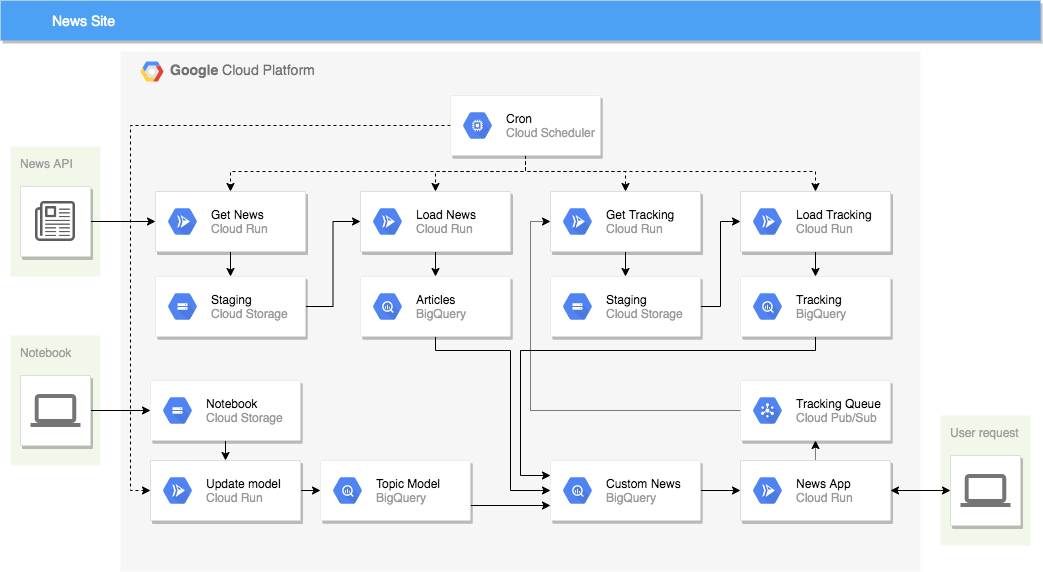 News Site
Google Cloud Platform
Cron
Cloud Scheduler
News API
Get News
Cloud Run
Load News
Cloud Run
Get Tracking
Cloud Run
Load Tracking
Cloud Run
Staging
Cloud Storage
Articles
BigQuery
Staging
Cloud Storage
Tracking
BigQuery
Notebook
Notebook
Cloud Storage
Tracking Queue
Cloud Pub/Sub
User request
Update model
Cloud Run
Topic Model
BigQuery
Custom News
BigQuery
News App
Cloud Run